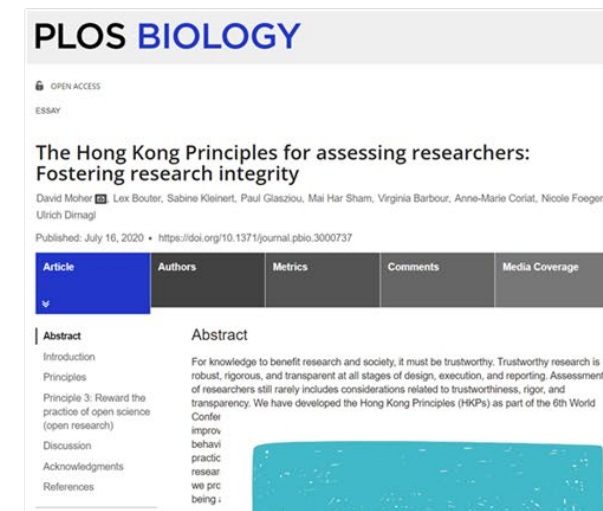 PLOS BIOLOGY
OPEN ACCESS
ESSAY
The Hong Kong Principles for assessing researchers:
Fostering research integrity
David Moher, Lex Bouter, Sabine Kleinert, Paul Glasziou, Mai Har Sham, Virginia Barbour, Anne-Marie Coriat, Nicole Foeger
Ulrich Dirnagl
Published: July 16, 2020 • https://doi.org/10.1371/journal.pbio.3000737
Article
Authors
Metrics
Comments
Media Coverage
Abstract
Introduction
Principles
Principle 3: Reward the
practice of open science
(open research)
Discussion
Acknowledgments
References
Abstract
For knowledge to benefit research and society, it must be trustworthy. Trustworthy research is
robust, rigorous, and transparent at all stages of design, execution, and reporting. Assessment
of researchers still rarely includes considerations related to trustworthiness, rigor, and
transparency. We have developed the Hong Kong Principles (HKPs) as part of the 6th World
Confer
improv
behavi
practic
resear
we prc
being